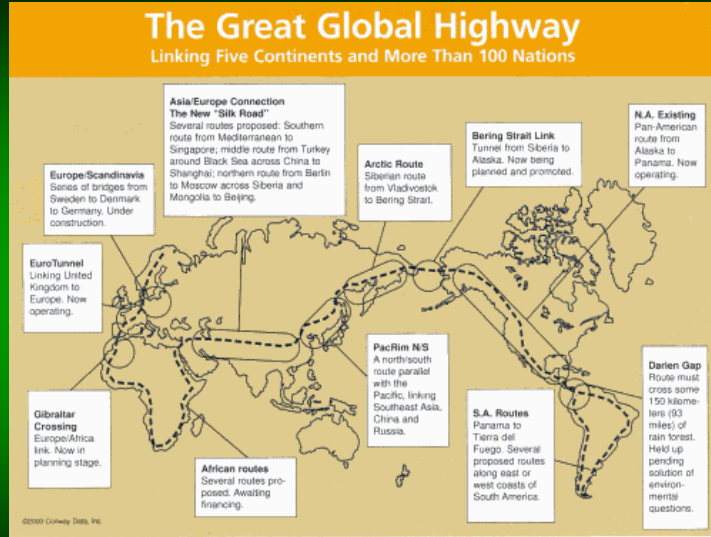 The Great Global Highway
Linking Five Continents and More Than 100 Nations
Asia/Europe Connection
The New "Silk Road"
Several routes proposed: Southern
route from Mediterranean to
Singapore; middle route from Turkey
around Black Sea across China to
Shanghai; northern route from Berlin
to Moscow across Siberia and
Mongolia to Beijing.
N.A. Existing
Pan-American
route from
Alaska to
Panama. Now
operating.
Bering Strait Link
Tunnel from Siberia to
Alaska. Now being
planned and promoted.
Arctic Route
Siberian route
from Vladivostok
to Bering Strait.
Europe/Scandinavia
Series of bridges from
Sweden to Denmark
to Germany. Under
construction.
EuroTunnel
Linking United
Kingdom to
Europe. Now
operating.
PacRim N/S
A north/south
route parallel
with the
Pacific, linking
Southeast Asia,
China and
Russia.
Darien Gap
Route must
cross some
150 kilome-
ters (93
miles) of
rain forest.
Held up
pending
solution of
environ-
mental
questions.
Gibraltar
Crossing
Europe/Africa
link. Now in
planning stage.
S.A. Routes
Panama to
Tierra del
Fuego. Several
proposed routes
along east or
west coasts of
South America.
African routes
Several routes pro-
posed. Awaiting
financing.
©2000 Conway Data, Inc.